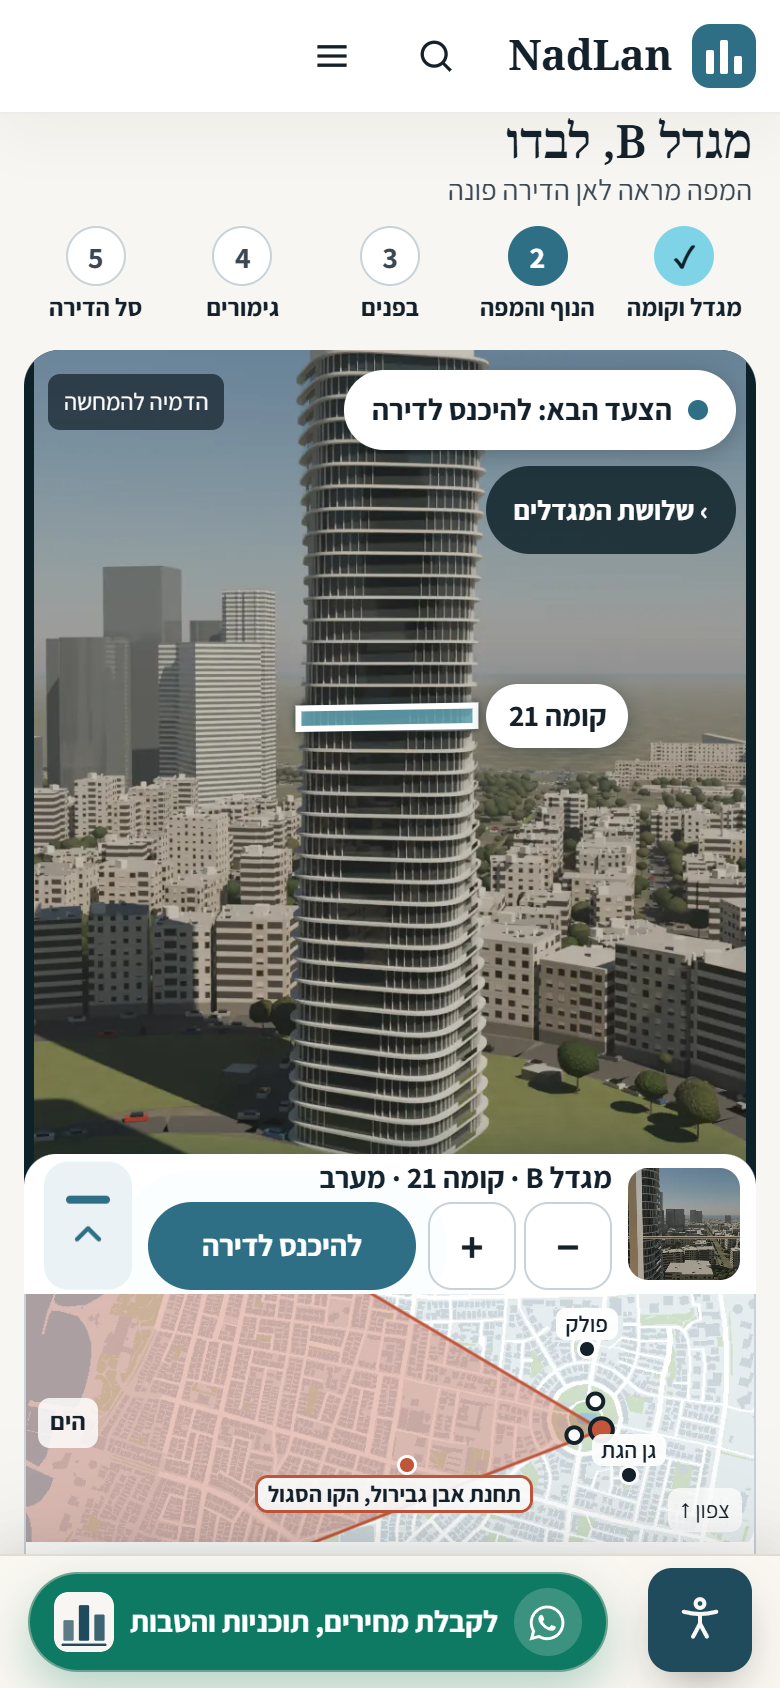 NadLan
מגדל B, לבדו
המפה מראה לאן הדירה פונה
✓ 2 3 4 5
מגדל וקומה הנוף והמפה בפנים גימורים סל הדירה
הצעד הבא: להיכנס לדירה
הדמיה להמחשה
‹ שלושת המגדלים
קומה 21
מגדל B · קומה 21 · מערב
− + להיכנס לדירה
פולק
הים
גן הגת
תחנת אבן גבירול, הקו הסגול
צפון ↑
לקבלת מחירים, תוכניות והטבות